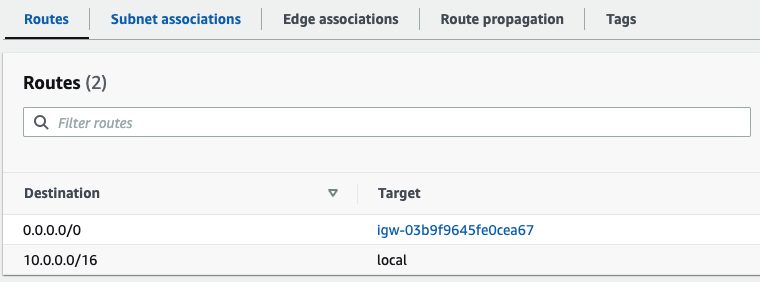 Routes Subnet associations Edge associations Route propagation Tags
Routes (2)
Filter routes
Destination Target
0.0.0.0/0 igw-03b9f9645fe0cea67
10.0.0.0/16 local